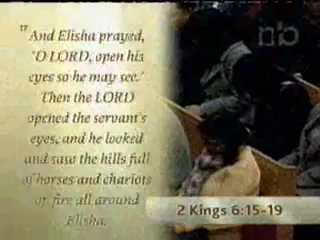 "And Elisha prayed,
'O LORD, open his
eyes so he may see.'
Then the LORD
opened the servant's
eyes, and he looked
and saw the hills full
of horses and chariots
of fire all around
Elisha.
2 Kings 6:15-19